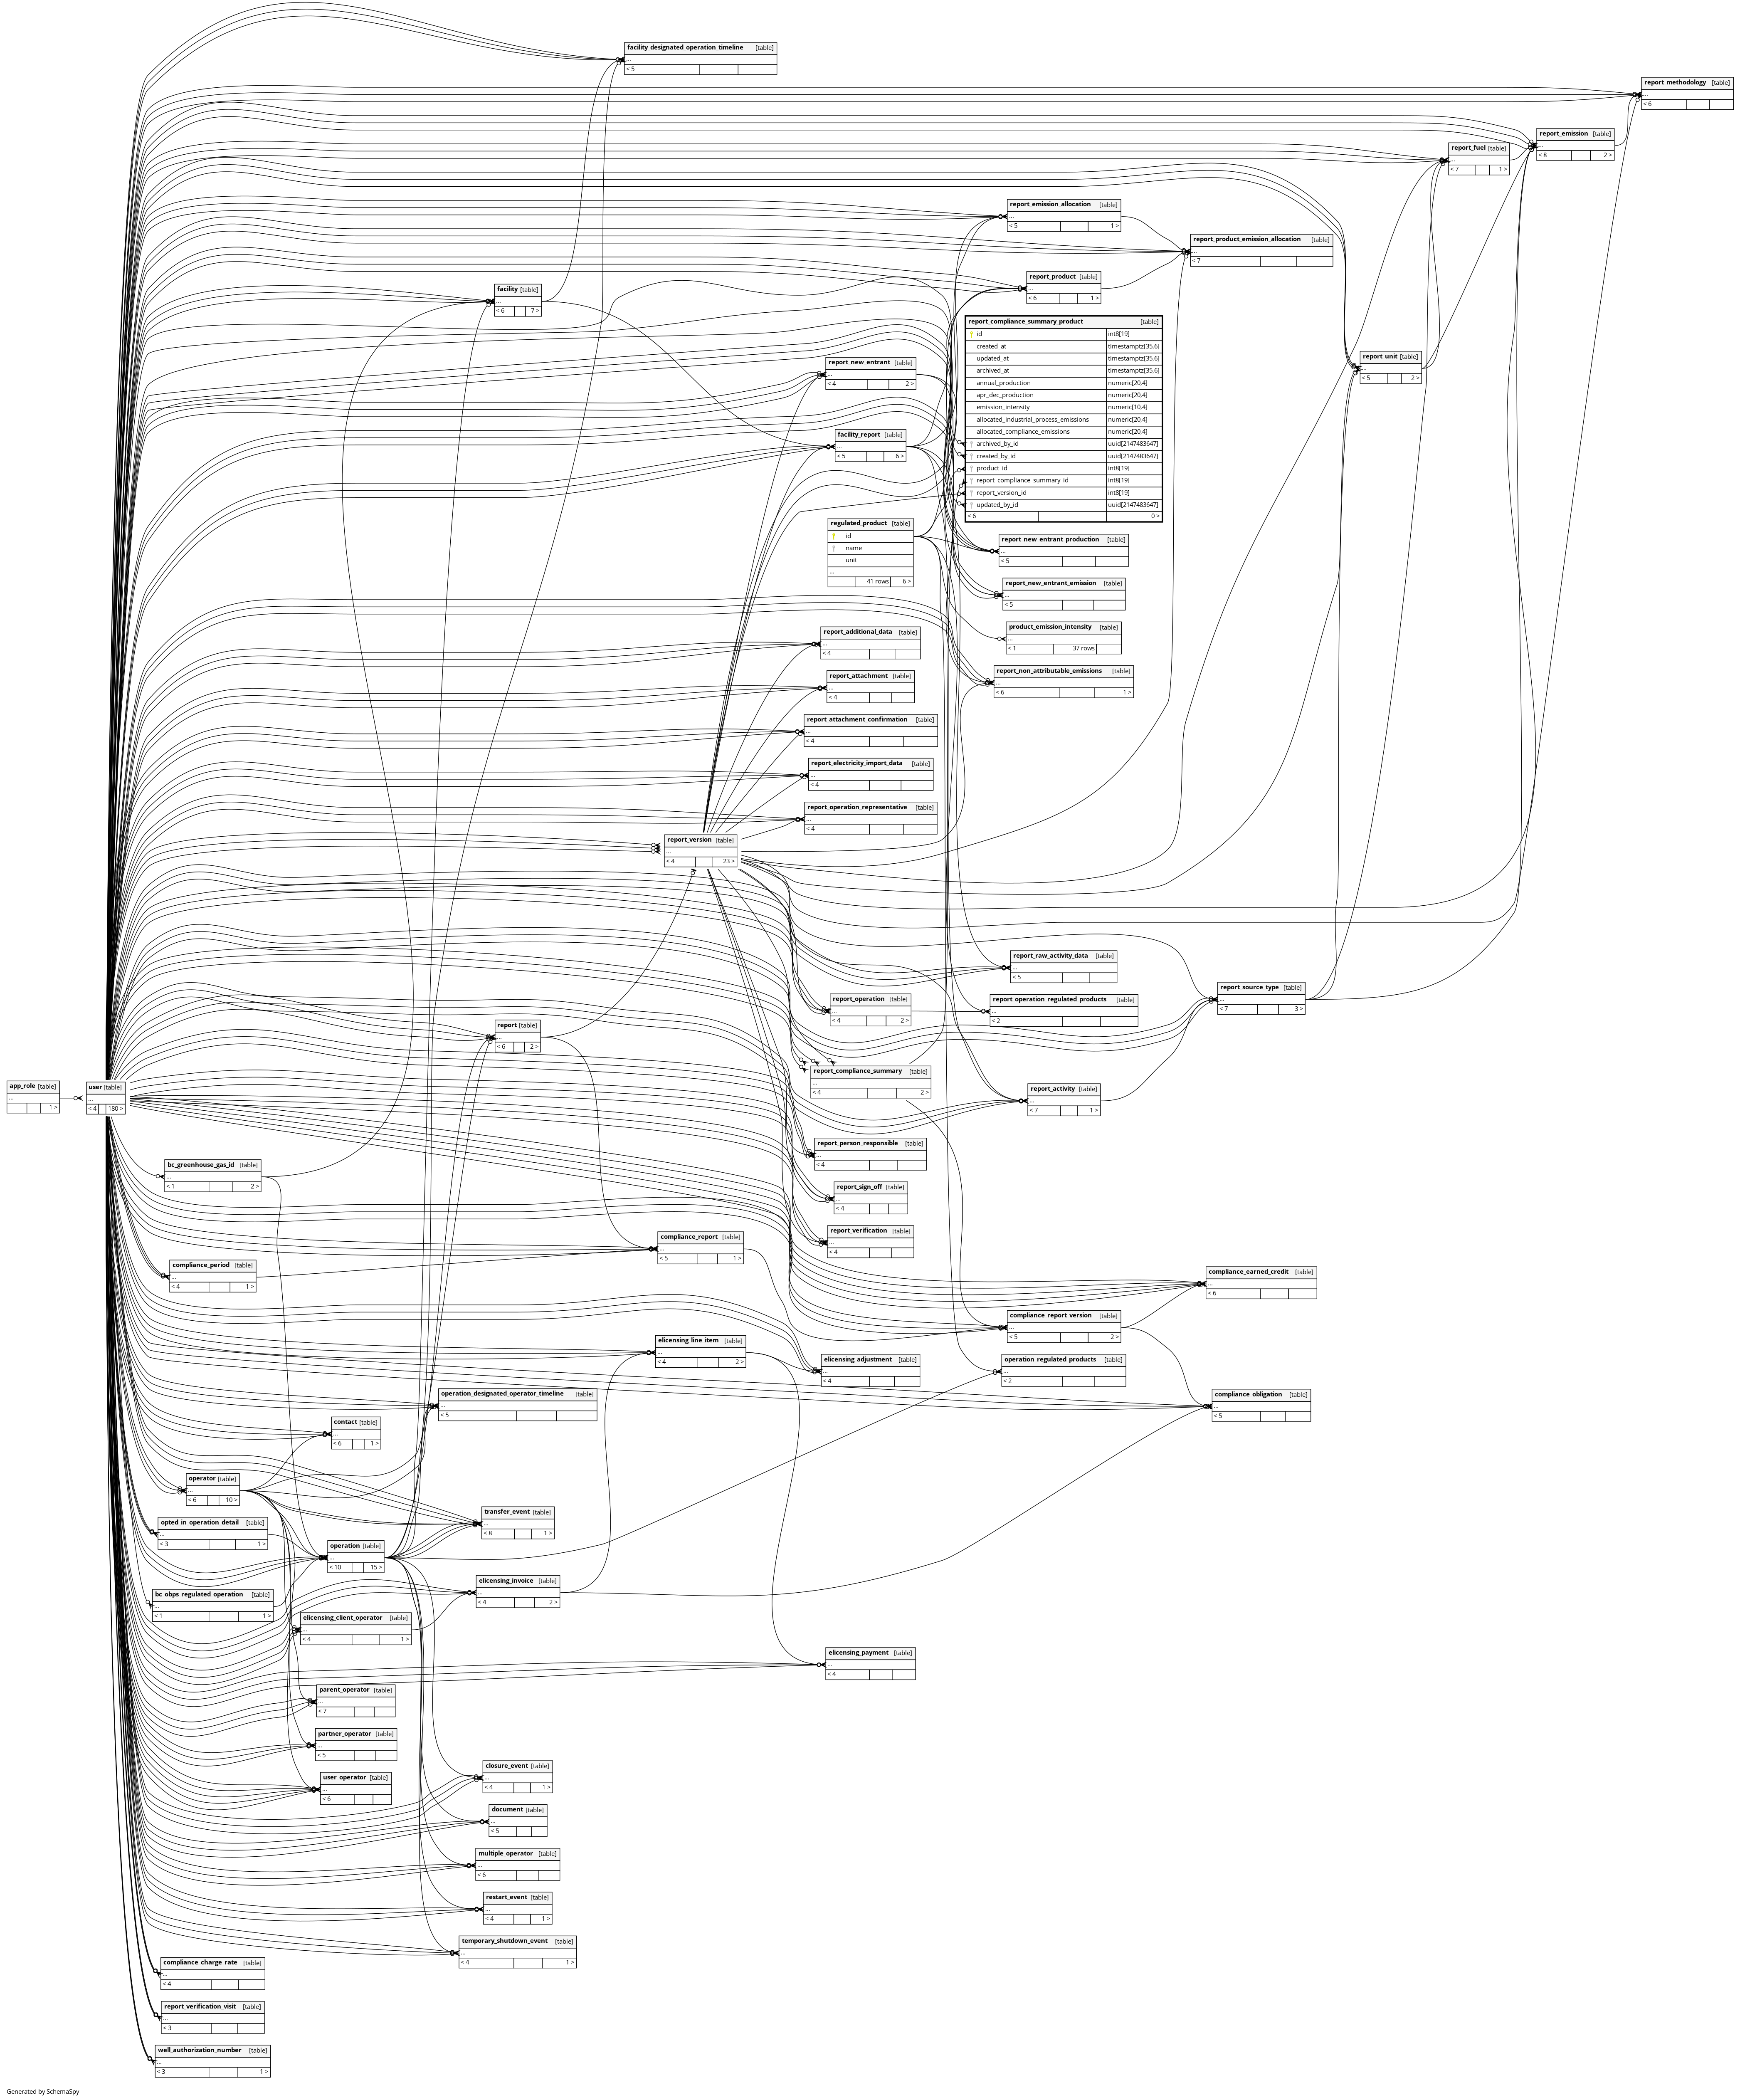 facility_designated_operation_timeline [table]
...
< 5
report_methodology [table]
...
< 6
report_emission [table]
...
< 8 2 >
report_fuel [table]
...
< 7 1 >
report_emission_allocation [table]
...
< 5 1 >
report_product_emission_allocation [table]
...
< 7
report_product [table]
...
< 6 1 >
facility [table]
...
< 6 7 >
report_compliance_summary_product [table]
id int8[19]
created_at timestamptz[35,6]
updated_at timestamptz[35,6]
archived_at timestamptz[35,6]
annual_production numeric[20,4]
apr_dec_production numeric[20,4]
emission_intensity numeric[10,4]
allocated_industrial_process_emissions numeric[20,4]
allocated_compliance_emissions numeric[20,4]
archived_by_id uuid[2147483647]
created_by_id uuid[2147483647]
product_id int8[19]
report_compliance_summary_id int8[19]
report_version_id int8[19]
updated_by_id uuid[2147483647]
< 6 0 >
report_unit [table]
...
< 5 2 >
report_new_entrant [table]
...
< 4 2 >
facility_report [table]
...
< 5 6 >
regulated_product [table]
id
name
unit
...
41 rows 6 >
report_new_entrant_production [table]
...
< 5
report_new_entrant_emission [table]
...
< 5
product_emission_intensity [table]
...
< 1 37 rows
report_additional_data [table]
...
< 4
report_non_attributable_emissions [table]
...
< 6 1 >
report_attachment [table]
...
< 4
report_attachment_confirmation [table]
...
< 4
report_electricity_import_data [table]
...
< 4
report_operation_representative [table]
...
< 4
report_version [table]
...
< 4 23 >
report_raw_activity_data [table]
...
< 5
report_source_type [table]
...
< 7 3 >
report_operation [table]
...
< 4 2 >
report_operation_regulated_products [table]
...
< 2
report [table]
...
< 6 2 >
report_compliance_summary [table]
...
< 4 2 >
app_role [table]
...
1 >
user [table]
...
< 4 180 >
report_activity [table]
...
< 7 1 >
report_person_responsible [table]
...
< 4
bc_greenhouse_gas_id [table]
...
< 1 2 >
report_sign_off [table]
...
< 4
report_verification [table]
...
< 4
compliance_report [table]
...
< 5 1 >
compliance_period [table]
...
< 4 1 >
compliance_earned_credit [table]
...
< 6
compliance_report_version [table]
...
< 5 2 >
elicensing_line_item [table]
...
< 4 2 >
elicensing_adjustment [table]
...
< 4
operation_regulated_products [table]
...
< 2
operation_designated_operator_timeline [table]
...
< 5
compliance_obligation [table]
...
< 5
contact [table]
...
< 6 1 >
operator [table]
...
< 6 10 >
transfer_event [table]
...
< 8 1 >
opted_in_operation_detail [table]
...
< 3 1 >
operation [table]
...
< 10 15 >
elicensing_invoice [table]
...
< 4 2 >
bc_obps_regulated_operation [table]
...
< 1 1 >
elicensing_client_operator [table]
...
< 4 1 >
elicensing_payment [table]
...
< 4
parent_operator [table]
...
< 7
partner_operator [table]
...
< 5
closure_event [table]
...
< 4 1 >
user_operator [table]
...
< 6
document [table]
...
< 5
multiple_operator [table]
...
< 6
restart_event [table]
...
< 4 1 >
temporary_shutdown_event [table]
...
< 4 1 >
compliance_charge_rate [table]
...
< 4
report_verification_visit [table]
...
< 3
well_authorization_number [table]
...
< 3 1 >
Generated by SchemaSpy